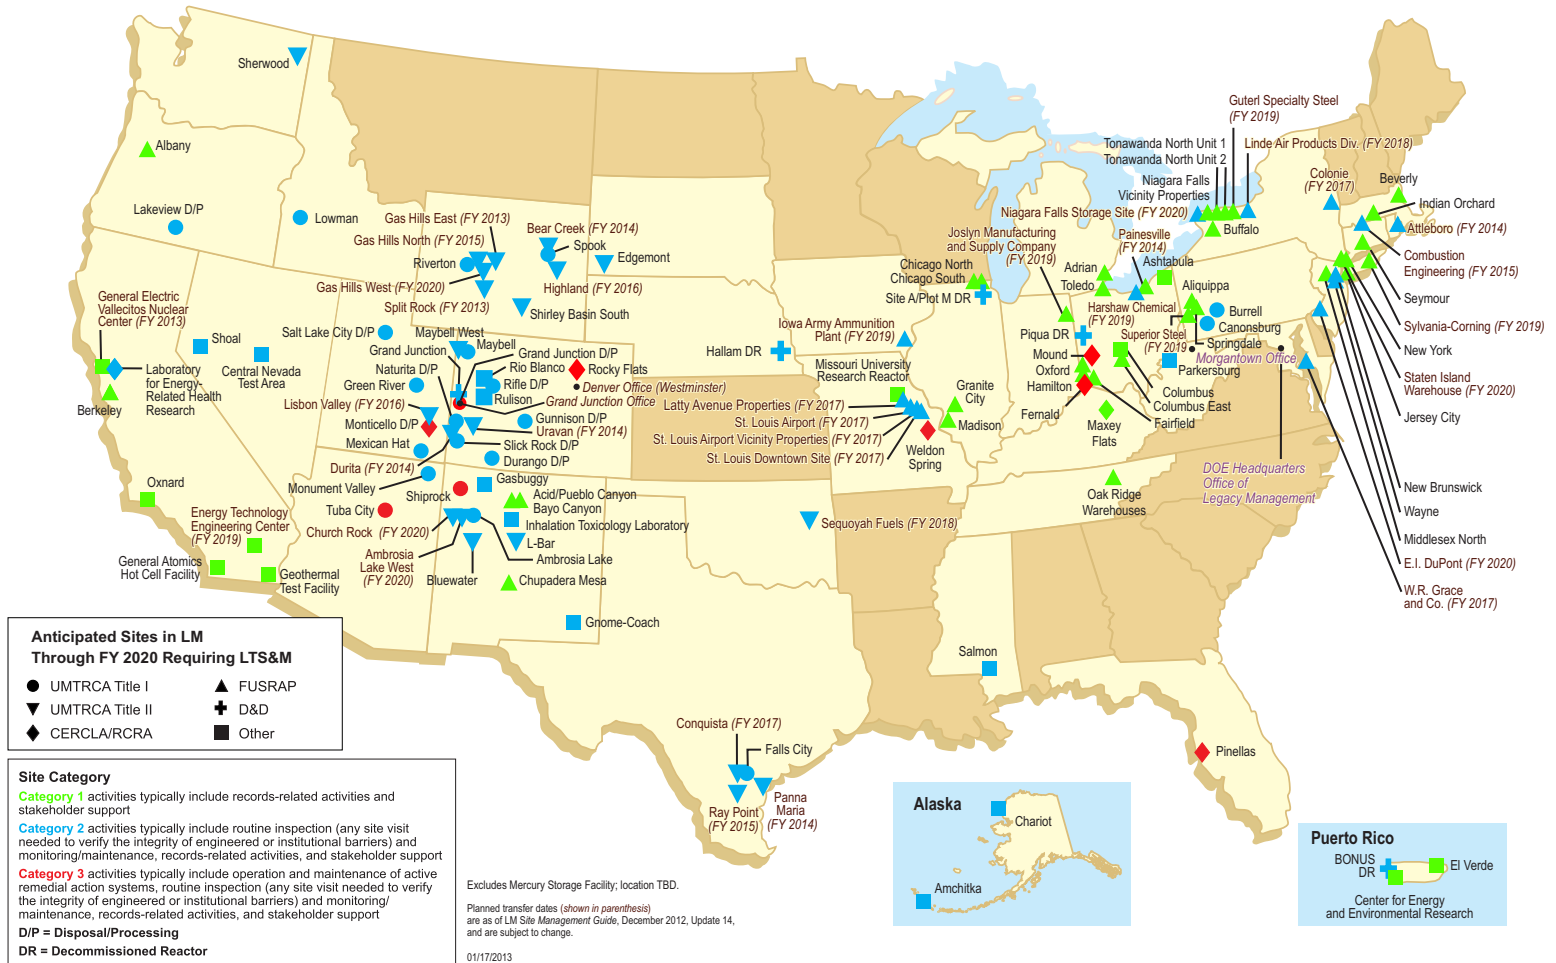 Sherwood
Albany
Lakeview D/P
Lowman
Gas Hills East (FY 2013)
Gas Hills North (FY 2015)
Riverton
Gas Hills West (FY 2020)
Split Rock (FY 2013)
Bear Creek (FY 2014)
Spook
Edgemont
Highland (FY 2016)
Shirley Basin South
General Electric
Vallecitos Nuclear
Center (FY 2013)
Shoal
Central Nevada
Test Area
Laboratory
for Energy-
Related Health
Research
Berkeley
Salt Lake City D/P
Maybell West
Maybell
Grand Junction
Grand Junction D/P
Rio Blanco
Naturita D/P
Green River
Rifle D/P
Rulison
Rocky Flats
Denver Office (Westminster)
Grand Junction Office
Lisbon Valley (FY 2016)
Monticello D/P
Mexican Hat
Gunnison D/P
Uravan (FY 2014)
Slick Rock D/P
Durango D/P
Durita (FY 2014)
Monument Valley
Gasbuggy
Shiprock
Tuba City
Acid/Pueblo Canyon
Bayo Canyon
Inhalation Toxicology Laboratory
Church Rock (FY 2020)
L-Bar
Ambrosia
Lake West
(FY 2020)
Ambrosia Lake
Bluewater
Chupadera Mesa
Gnome-Coach
Oxnard
Energy Technology
Engineering Center
(FY 2019)
General Atomics
Hot Cell Facility
Geothermal
Test Facility
Hallam DR
Iowa Army Ammunition
Plant (FY 2019)
Missouri University
Research Reactor
Latty Avenue Properties (FY 2017)
St. Louis Airport (FY 2017)
St. Louis Airport Vicinity Properties (FY 2017)
St. Louis Downtown Site (FY 2017)
Granite
City
Madison
Weldon
Spring
Sequoyah Fuels (FY 2018)
Chicago North
Chicago South
Site A/Plot M DR
Joslyn Manufacturing
and Supply Company
(FY 2019)
Niagara Falls Storage Site (FY 2020)
Painesville
(FY 2014)
Adrian
Toledo
Ashtabula
Harshaw Chemical
(FY 2019)
Piqua DR
Mound
Oxford
Hamilton
Fernald
Maxey
Flats
Fairfield
Columbus
Columbus East
Superior Steel
(FY 2019
Aliquippa
Burrell
Canonsburg
Springdale
Morgantown Office
Parkersburg
Oak Ridge
Warehouses
DOE Headquarters
Office of
Legacy Management
Guterl Specialty Steel
(FY 2019)
Tonawanda North Unit 1
Tonawanda North Unit 2
Linde Air Products Div. (FY 2018)
Niagara Falls
Vicinity Properties
Buffalo
Colonie
(FY 2017)
Beverly
Indian Orchard
Attleboro (FY 2014)
Combustion
Engineering (FY 2015)
Seymour
Sylvania-Corning (FY 2019)
New York
Staten Island
Warehouse (FY 2020)
Jersey City
New Brunswick
Wayne
Middlesex North
E.I. DuPont (FY 2020)
W.R. Grace
and Co. (FY 2017)
Salmon
Pinellas
Conquista (FY 2017)
Falls City
Ray Point
(FY 2015)
Panna
Maria
(FY 2014)
Anticipated Sites in LM
Through FY 2020 Requiring LTS&M
UMTRCA Title I
FUSRAP
UMTRCA Title II
D&D
CERCLA/RCRA
Other
Site Category
Category 1 activities typically include records-related activities and
stakeholder support
Category 2 activities typically include routine inspection (any site visit
needed to verify the integrity of engineered or institutional barriers) and
monitoring/maintenance, records-related activities, and stakeholder support
Category 3 activities typically include operation and maintenance of active
remedial action systems, routine inspection (any site visit needed to verify
the integrity of engineered or institutional barriers) and monitoring/
maintenance, records-related activities, and stakeholder support
D/P = Disposal/Processing
DR = Decommissioned Reactor
Excludes Mercury Storage Facility; location TBD.
Planned transfer dates (shown in parenthesis)
are as of LM Site Management Guide, December 2012, Update 14,
and are subject to change.
01/17/2013
Alaska
Chariot
Amchitka
Puerto Rico
BONUS
DR
El Verde
Center for Energy
and Environmental Research